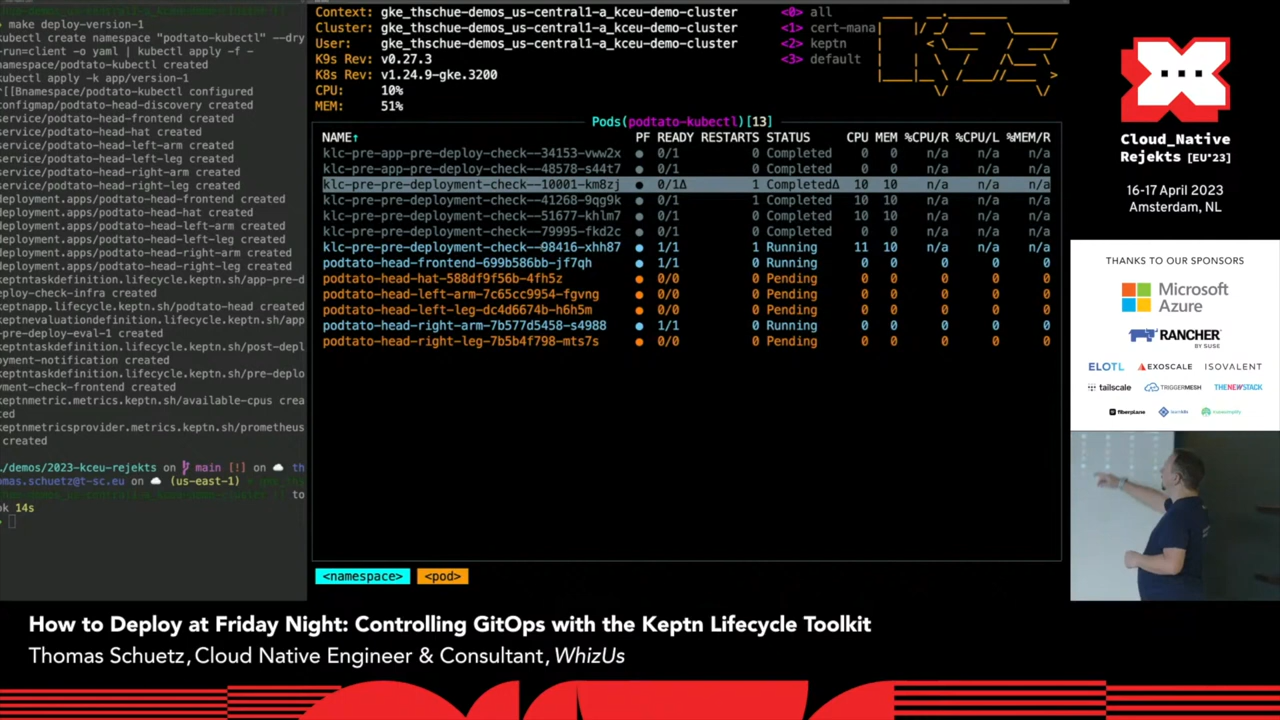 make deploy-version-1
kubectl create namespace "podtato-kubectl" --dry
-run=client -o yaml | kubectl apply -f -
namespace/podtato-kubectl created
kubectl apply -k app/version-1
^[[Bnamespace/podtato-kubectl configured
configmap/podtato-head-discovery created
service/podtato-head-frontend created
service/podtato-head-hat created
service/podtato-head-left-arm created
service/podtato-head-left-leg created
service/podtato-head-right-arm created
service/podtato-head-right-leg created
deployment.apps/podtato-head-frontend created
deployment.apps/podtato-head-hat created
deployment.apps/podtato-head-left-arm created
deployment.apps/podtato-head-left-leg created
deployment.apps/podtato-head-right-arm created
deployment.apps/podtato-head-right-leg created
keptntaskdefinition.lifecycle.keptn.sh/app-pre-d
eploy-check-infra created
keptnapp.lifecycle.keptn.sh/podtato-head created
keptnevaluationdefinition.lifecycle.keptn.sh/app
-pre-deploy-eval-1 created
keptntaskdefinition.lifecycle.keptn.sh/post-depl
oyment-notification created
keptntaskdefinition.lifecycle.keptn.sh/pre-deplo
yment-check-frontend created
keptnmetric.metrics.keptn.sh/available-cpus crea
ted
keptnmetricsprovider.metrics.keptn.sh/prometheus
created
./demos/2023-kceu-rejekts on main [!] on th
omas.schuetz@t-sc.eu on (us-east-1)
to
ok 14s
Context: gke_thschue-demos_us-central1-a_kceu-demo-cluster <0> all
Cluster: gke_thschue-demos_us-central1-a_kceu-demo-cluster <1> cert-mana
User: gke_thschue-demos_us-central1-a_kceu-demo-cluster <2> keptn
K9s Rev: v0.27.3 <3> default
K8s Rev: v1.24.9-gke.3200
CPU: 10%
MEM: 51%
Pods(podtato-kubectl)[13]
NAME↑ PF READY RESTARTS STATUS CPU MEM %CPU/R %CPU/L %MEM/R
klc-pre-app-pre-deploy-check--34153-vww2x ● 0/1 0 Completed 0 0 n/a n/a n/a
klc-pre-app-pre-deploy-check--48578-s44t7 ● 0/1 0 Completed 0 0 n/a n/a n/a
klc-pre-pre-deployment-check--10001-km8zj ● 0/1Δ 1 CompletedΔ 10 10 n/a n/a n/a
klc-pre-pre-deployment-check--41268-9qg9k ● 0/1 1 Completed 10 10 n/a n/a n/a
klc-pre-pre-deployment-check--51677-khlm7 ● 0/1 0 Completed 10 10 n/a n/a n/a
klc-pre-pre-deployment-check--79995-fkd2c ● 0/1 0 Completed 10 10 n/a n/a n/a
klc-pre-pre-deployment-check--98416-xhh87 ● 1/1 1 Running 11 10 n/a n/a n/a
podtato-head-frontend-699b586bb-jf7qh ● 1/1 0 Running 0 0 0 0 0
podtato-head-hat-588df9f56b-4fh5z ● 0/0 0 Pending 0 0 0 0 0
podtato-head-left-arm-7c65cc9954-fgvng ● 0/0 0 Pending 0 0 0 0 0
podtato-head-left-leg-dc4d6674b-h6h5m ● 0/0 0 Pending 0 0 0 0 0
podtato-head-right-arm-7b577d5458-s4988 ● 1/1 0 Running 0 0 0 0 0
podtato-head-right-leg-7b5b4f798-mts7s ● 0/0 0 Pending 0 0 0 0 0
<namespace> <pod>
Cloud_Native
Rejekts [EU'23]
16-17 April 2023
Amsterdam, NL
THANKS TO OUR SPONSORS
Microsoft
Azure
RANCHER
BY SUSE
ELOTL EXOSCALE ISOVALENT
tailscale TRIGGERMESH THENEWSTACK
fiberplane
How to Deploy at Friday Night: Controlling GitOps with the Keptn Lifecycle Toolkit
Thomas Schuetz, Cloud Native Engineer & Consultant, WhizUs